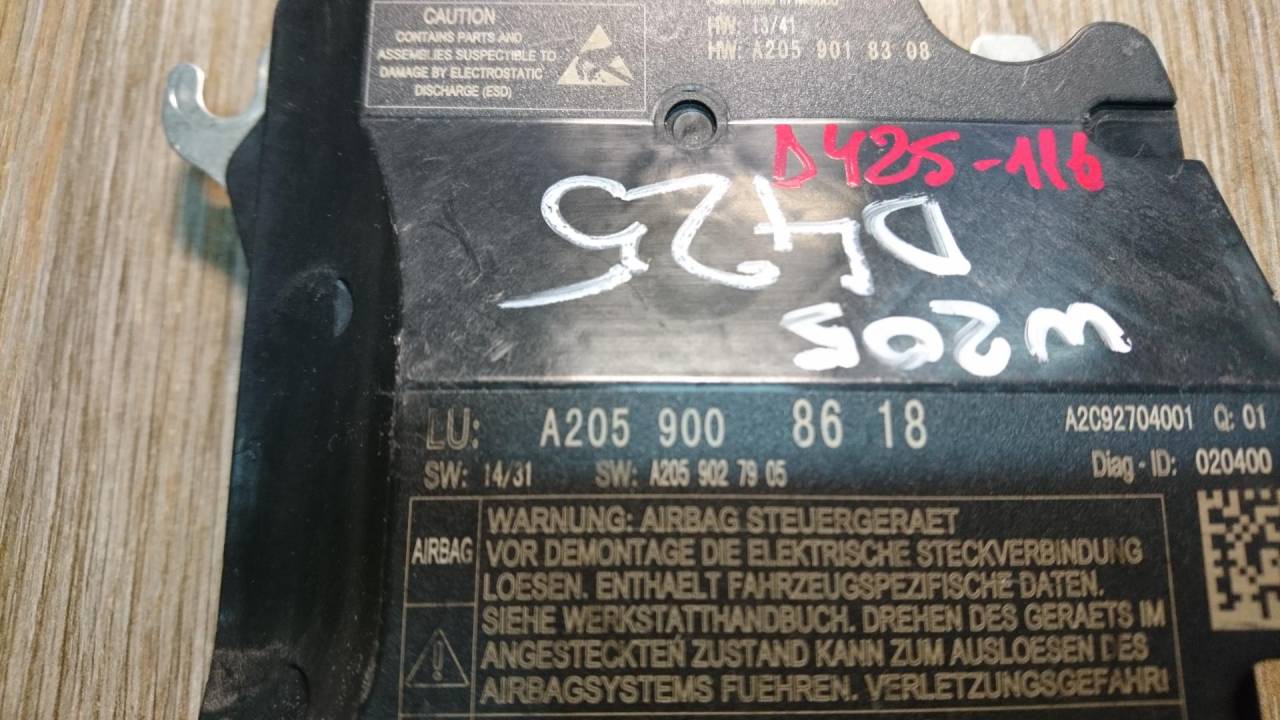 CAUTION
CONTAINS PARTS AND
ASSEMBLIES SUSPECTIBLE TO
DAMAGE BY ELECTROSTATIC
DISCHARGE (ESD)
HW: 13/41
HW: A205 901 83 08
D425-116
D425
W205
LU: A205 900 86 18
A2C92704001 Q: 01
SW: 14/31 SW: A205 902 79 05
Diag-ID: 020400
AIRBAG
WARNUNG: AIRBAG STEUERGERAET
VOR DEMONTAGE DIE ELEKTRISCHE STECKVERBINDUNG
LOESEN. ENTHAELT FAHRZEUGSPEZIFISCHE DATEN.
SIEHE WERKSTATTHANDBUCH. DREHEN DES GERAETS IM
ANGESTECKTEN ZUSTAND KANN ZUM AUSLOESEN DES
AIRBAGSYSTEMS FUEHREN. VERLETZUNGSGEFAHR!